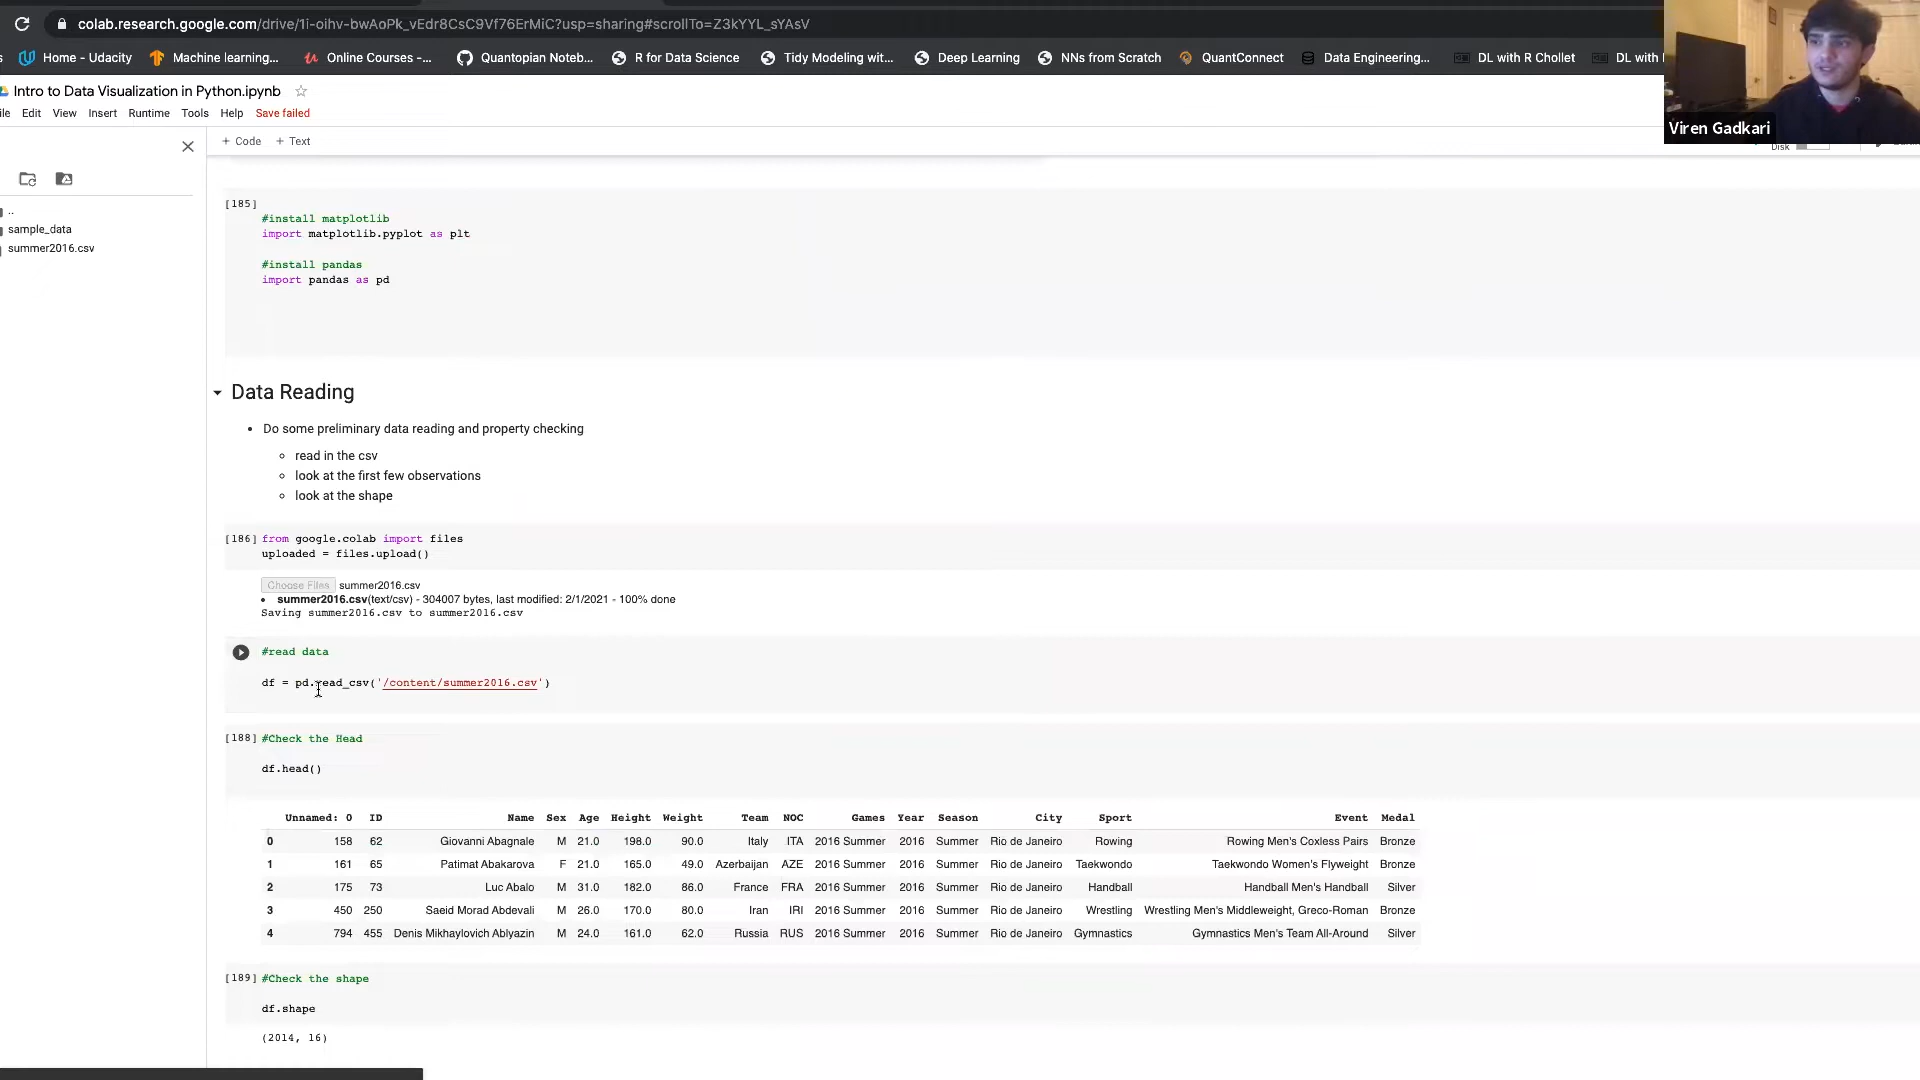 colab.research.google.com/drive/1i-oihv-bwAoPk_vEdr8CsC9Vf76ErMiC?usp=sharing#scrollTo=Z3kYYL_sYAsV
Home - Udacity Machine learning... Online Courses -... Quantopian Noteb... R for Data Science Tidy Modeling wit... Deep Learning NNs from Scratch QuantConnect Data Engineering... DL with R Chollet DL with
Intro to Data Visualization in Python.ipynb
Edit View Insert Runtime Tools Help Save failed
Viren Gadkari
+ Code + Text
Disk
..
sample_data
summer2016.csv
[185]
#install matplotlib
import matplotlib.pyplot as plt
#install pandas
import pandas as pd
Data Reading
• Do some preliminary data reading and property checking
◦ read in the csv
◦ look at the first few observations
◦ look at the shape
[186] from google.colab import files
uploaded = files.upload()
Choose Files summer2016.csv
• summer2016.csv(text/csv) - 304007 bytes, last modified: 2/1/2021 - 100% done
Saving summer2016.csv to summer2016.csv
#read data
df = pd.read_csv('/content/summer2016.csv')
[188] #Check the Head
df.head()
Unnamed: 0 ID Name Sex Age Height Weight Team NOC Games Year Season City Sport Event Medal
0 158 62 Giovanni Abagnale M 21.0 198.0 90.0 Italy ITA 2016 Summer 2016 Summer Rio de Janeiro Rowing Rowing Men's Coxless Pairs Bronze
1 161 65 Patimat Abakarova F 21.0 165.0 49.0 Azerbaijan AZE 2016 Summer 2016 Summer Rio de Janeiro Taekwondo Taekwondo Women's Flyweight Bronze
2 175 73 Luc Abalo M 31.0 182.0 86.0 France FRA 2016 Summer 2016 Summer Rio de Janeiro Handball Handball Men's Handball Silver
3 450 250 Saeid Morad Abdevali M 26.0 170.0 80.0 Iran IRI 2016 Summer 2016 Summer Rio de Janeiro Wrestling Wrestling Men's Middleweight, Greco-Roman Bronze
4 794 455 Denis Mikhaylovich Ablyazin M 24.0 161.0 62.0 Russia RUS 2016 Summer 2016 Summer Rio de Janeiro Gymnastics Gymnastics Men's Team All-Around Silver
[189] #Check the shape
df.shape
(2014, 16)